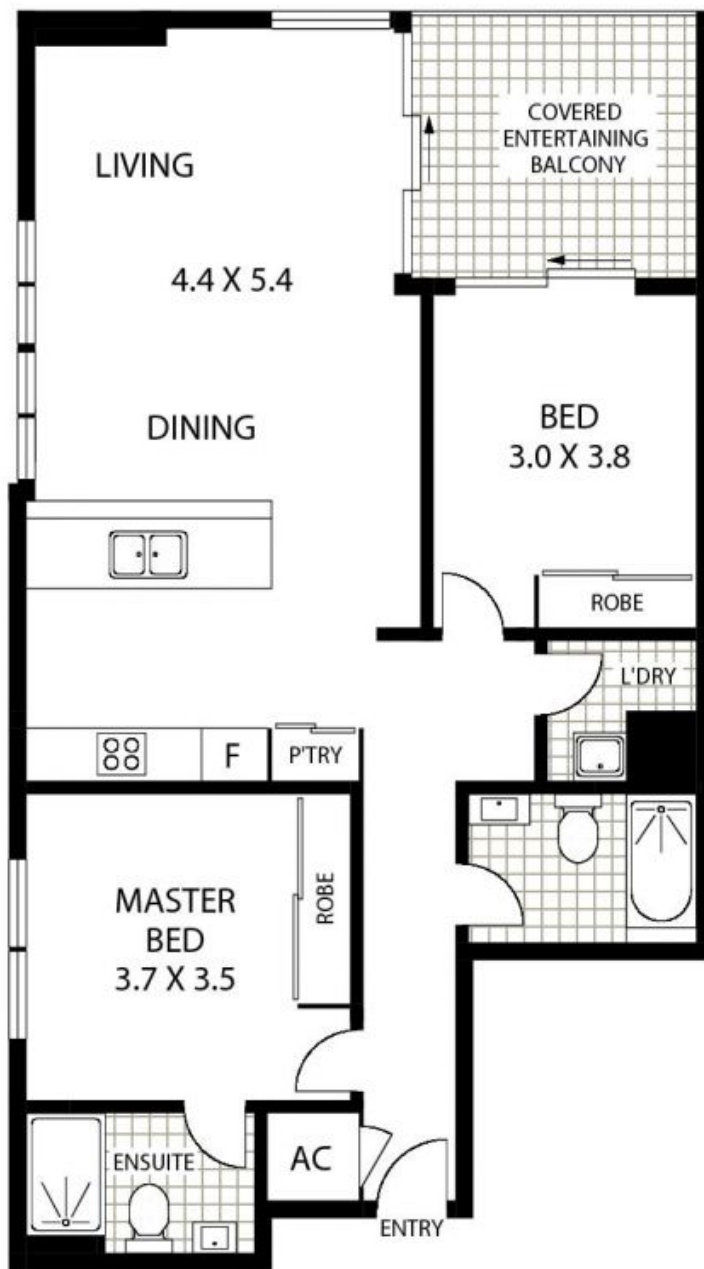 COVERED
ENTERTAINING
BALCONY
LIVING
4.4 X 5.4
DINING
BED
3.0 X 3.8
ROBE
L'DRY
F
P'TRY
MASTER
BED
3.7 X 3.5
ROBE
ENSUITE
AC
ENTRY